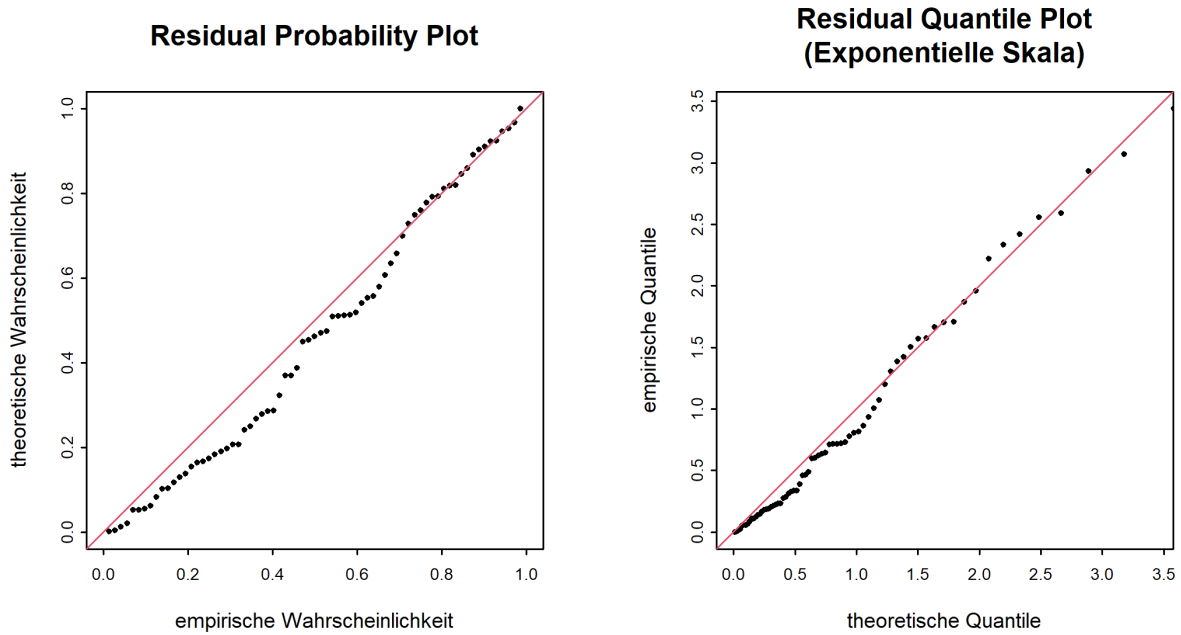 Residual Probability Plot
theoretische Wahrscheinlichkeit
1.0
0.8
0.6
0.4
0.2
0.0
0.0 0.2 0.4 0.6 0.8 1.0
empirische Wahrscheinlichkeit
Residual Quantile Plot
(Exponentielle Skala)
empirische Quantile
3.5
3.0
2.5
2.0
1.5
1.0
0.5
0.0
0.0 0.5 1.0 1.5 2.0 2.5 3.0 3.5
theoretische Quantile